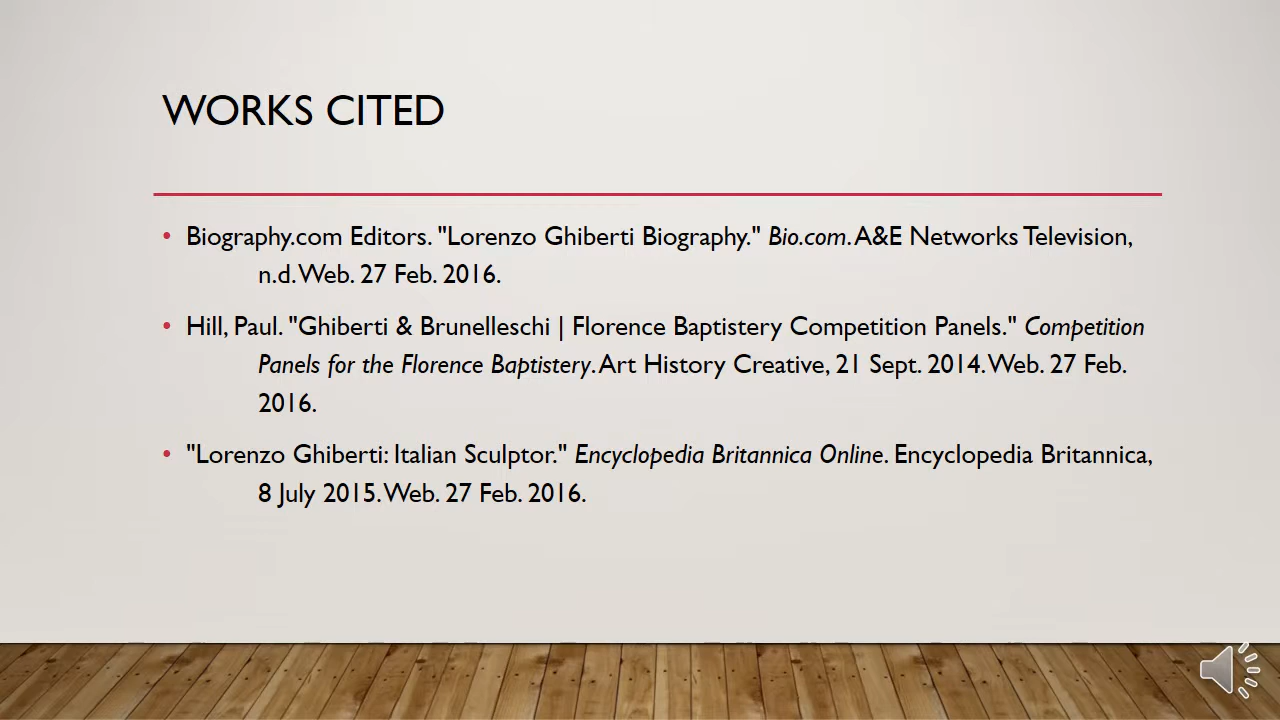 WORKS CITED
• Biography.com Editors. "Lorenzo Ghiberti Biography." Bio.com. A&E Networks Television,
n.d. Web. 27 Feb. 2016.
• Hill, Paul. "Ghiberti & Brunelleschi | Florence Baptistery Competition Panels." Competition
Panels for the Florence Baptistery. Art History Creative, 21 Sept. 2014. Web. 27 Feb.
2016.
• "Lorenzo Ghiberti: Italian Sculptor." Encyclopedia Britannica Online. Encyclopedia Britannica,
8 July 2015. Web. 27 Feb. 2016.